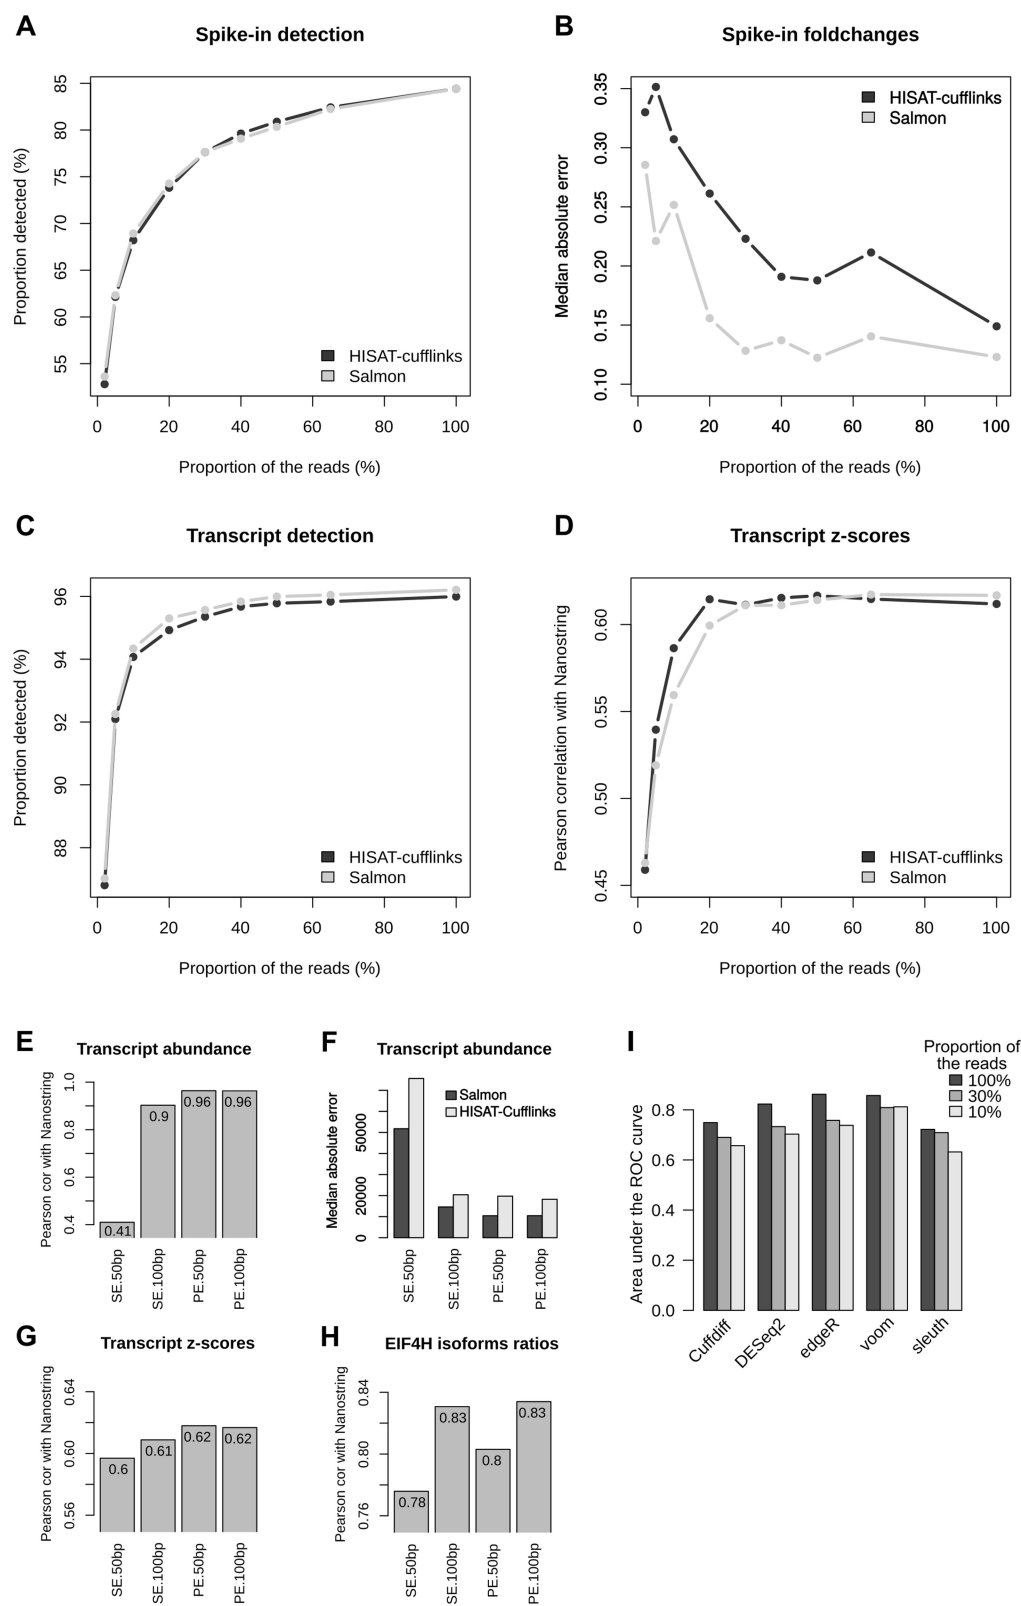 A
Spike-in detection
Proportion detected (%)
85
80
75
70
65
60
55
HISAT-cufflinks
Salmon
0 20 40 60 80 100
Proportion of the reads (%)
B
Spike-in foldchanges
Median absolute error
0.35
0.30
0.25
0.20
0.15
0.10
HISAT-cufflinks
Salmon
0 20 40 60 80 100
Proportion of the reads (%)
C
Transcript detection
Proportion detected (%)
96
94
92
90
88
HISAT-cufflinks
Salmon
0 20 40 60 80 100
Proportion of the reads (%)
D
Transcript z-scores
Pearson correlation with Nanostring
0.60
0.55
0.50
0.45
HISAT-cufflinks
Salmon
0 20 40 60 80 100
Proportion of the reads (%)
E
Transcript abundance
Pearson cor with Nanostring
1.0
0.8
0.6
0.4
0.41
0.9
0.96
0.96
SE.50bp
SE.100bp
PE.50bp
PE.100bp
F
Transcript abundance
Median absolute error
50000
20000
0
Salmon
HISAT-Cufflinks
SE.50bp
SE.100bp
PE.50bp
PE.100bp
I
Proportion of
the reads
100%
30%
10%
Area under the ROC curve
0.8
0.6
0.4
0.2
0.0
Cuffdiff
DESeq2
edgeR
voom
sleuth
G
Transcript z-scores
Pearson cor with Nanostring
0.64
0.60
0.56
0.6
0.61
0.62
0.62
SE.50bp
SE.100bp
PE.50bp
PE.100bp
H
EIF4H isoforms ratios
Pearson cor with Nanostring
0.84
0.80
0.76
0.78
0.83
0.8
0.83
SE.50bp
SE.100bp
PE.50bp
PE.100bp